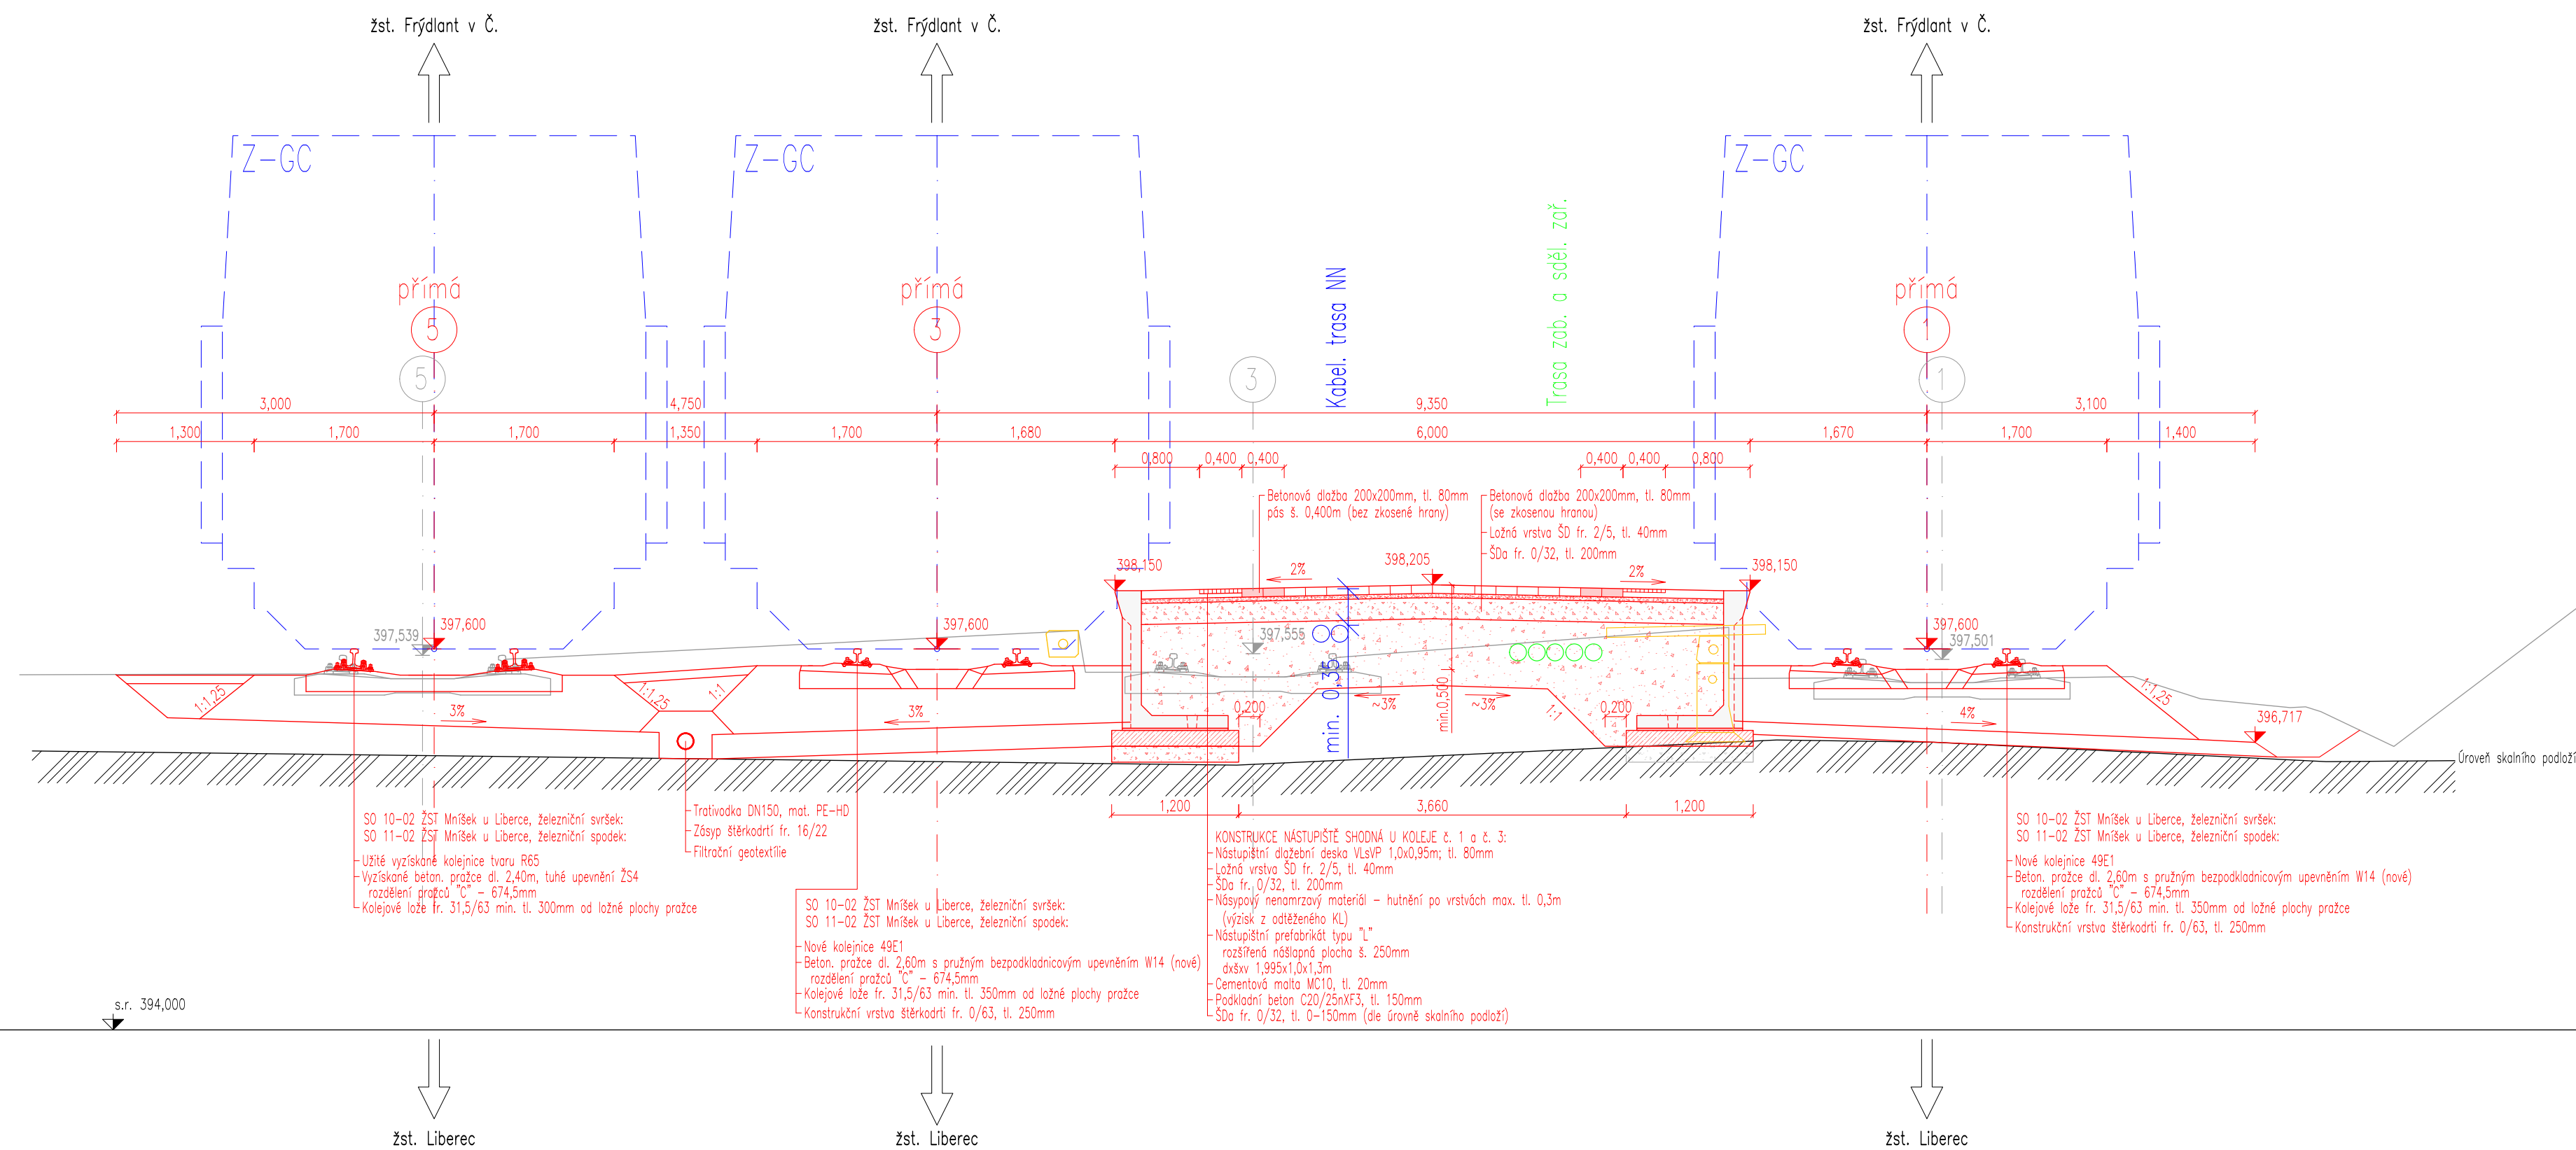 žst. Frýdlant v Č.
žst. Frýdlant v Č.
žst. Frýdlant v Č.
Z-GC
Z-GC
Z-GC
Kabel. trasa NN
Trasa zab. a sděl. zař.
přímá
přímá
přímá
5
3
1
5
3
1
3,000
4,750
9,350
3,100
1,300
1,700
1,700
1,350
1,700
1,680
6,000
1,670
1,700
1,400
0,800
0,400
0,400
0,400
0,400
0,800
Betonová dlažba 200x200mm, tl. 80mm
pás š. 0,400m (bez zkosené hrany)
Betonová dlažba 200x200mm, tl. 80mm
(se zkosenou hranou)
Ložná vrstva ŠD fr. 2/5, tl. 40mm
ŠDa fr. 0/32, tl. 200mm
398,150
2%
398,205
2%
398,150
397,539
397,600
397,600
397,555
397,600
397,501
min. 0,35
min.0,500
1:1,25
3%
1:1,25
1:1
3%
0,200
~3%
~3%
1:1
0,200
4%
1:1,25
396,717
Úroveň skalního podloží
1,200
3,660
1,200
Trativodka DN150, mat. PE-HD
Zásyp štěrkodrtí fr. 16/22
Filtrační geotextílie
SO 10-02 ŽST Mníšek u Liberce, železniční svršek:
SO 11-02 ŽST Mníšek u Liberce, železniční spodek:
Užité vyzískané kolejnice tvaru R65
Vyzískané beton. pražce dl. 2,40m, tuhé upevnění ŽS4
rozdělení pražců "C" - 674,5mm
Kolejové lože fr. 31,5/63 min. tl. 300mm od ložné plochy pražce
SO 10-02 ŽST Mníšek u Liberce, železniční svršek:
SO 11-02 ŽST Mníšek u Liberce, železniční spodek:
Nové kolejnice 49E1
Beton. pražce dl. 2,60m s pružným bezpodkladnicovým upevněním W14 (nové)
rozdělení pražců "C" - 674,5mm
Kolejové lože fr. 31,5/63 min. tl. 350mm od ložné plochy pražce
Konstrukční vrstva štěrkodrti fr. 0/63, tl. 250mm
KONSTRUKCE NÁSTUPIŠTĚ SHODNÁ U KOLEJE č. 1 a č. 3:
Nástupištní dlažební deska VLsVP 1,0x0,95m; tl. 80mm
Ložná vrstva ŠD fr. 2/5, tl. 40mm
ŠDa fr. 0/32, tl. 200mm
Násypový nenamrzavý materiál - hutnění po vrstvách max. tl. 0,3m
(výzisk z odtěženého KL)
Nástupištní prefabrikát typu "L"
rozšířená nášlapná plocha š. 250mm
dxšxv 1,995x1,0x1,3m
Cementová malta MC10, tl. 20mm
Podkladní beton C20/25nXF3, tl. 150mm
ŠDa fr. 0/32, tl. 0-150mm (dle úrovně skalního podloží)
SO 10-02 ŽST Mníšek u Liberce, železniční svršek:
SO 11-02 ŽST Mníšek u Liberce, železniční spodek:
Nové kolejnice 49E1
Beton. pražce dl. 2,60m s pružným bezpodkladnicovým upevněním W14 (nové)
rozdělení pražců "C" - 674,5mm
Kolejové lože fr. 31,5/63 min. tl. 350mm od ložné plochy pražce
Konstrukční vrstva štěrkodrti fr. 0/63, tl. 250mm
s.r. 394,000
žst. Liberec
žst. Liberec
žst. Liberec